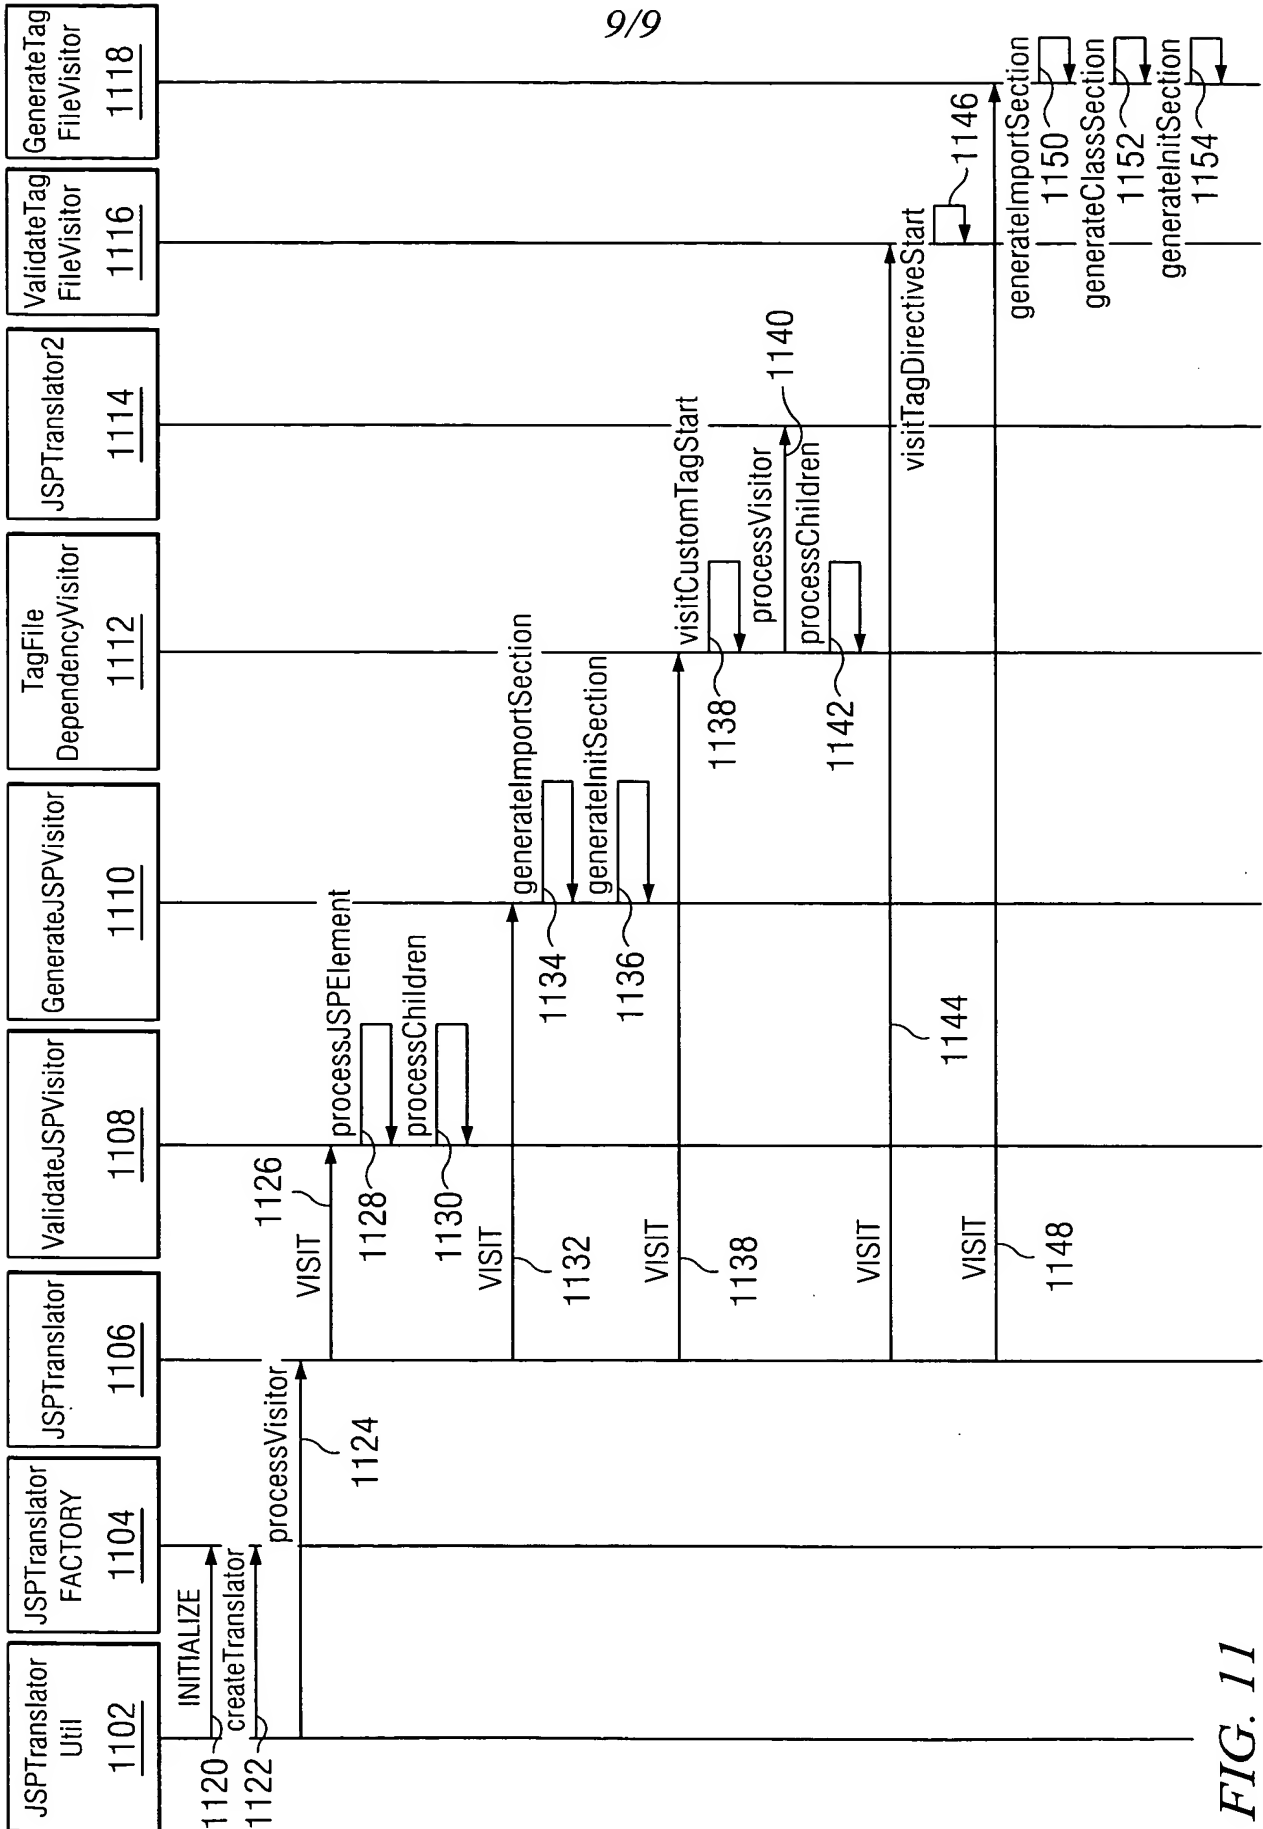 9/9
JSPTranslator
Util
1102
JSPTranslator
FACTORY
1104
JSPTranslator
1106
ValidateJSPVisitor
1108
GenerateJSPVisitor
1110
TagFile
DependencyVisitor
1112
JSPTranslator2
1114
ValidateTag
FileVisitor
1116
GenerateTag
FileVisitor
1118
INITIALIZE
1120
createTranslator
1122
processVisitor
1124
VISIT
1126
processJSPElement
1128
processChildren
1130
VISIT
1132
generateImportSection
1134
generateInitSection
1136
VISIT
1138
visitCustomTagStart
1138
processVisitor
1140
processChildren
1142
VISIT
1144
visitTagDirectiveStart
1146
VISIT
1148
generateImportSection
1150
generateClassSection
1152
generateInitSection
1154
FIG. 11